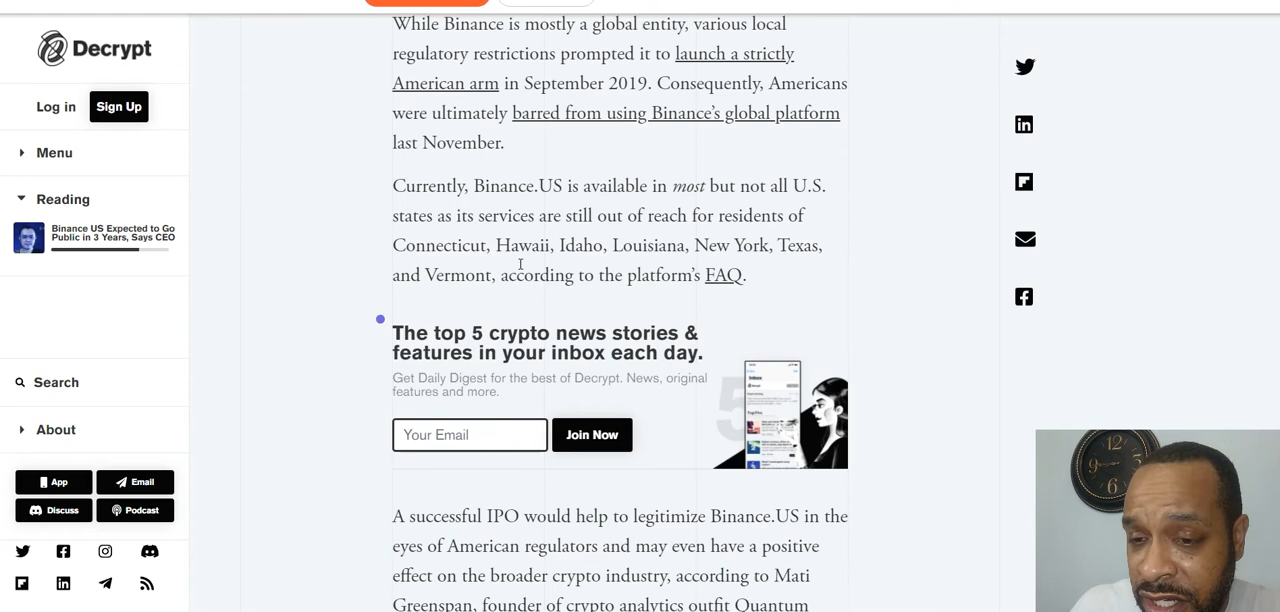 Decrypt
Log in
Sign Up
Menu
Reading
Binance US Expected to Go
Public in 3 Years, Says CEO
Search
About
App
Email
Discuss
Podcast
While Binance is mostly a global entity, various local
regulatory restrictions prompted it to launch a strictly
American arm in September 2019. Consequently, Americans
were ultimately barred from using Binance’s global platform
last November.
Currently, Binance.US is available in most but not all U.S.
states as its services are still out of reach for residents of
Connecticut, Hawaii, Idaho, Louisiana, New York, Texas,
and Vermont, according to the platform’s FAQ.
The top 5 crypto news stories &
features in your inbox each day.
Get Daily Digest for the best of Decrypt. News, original
features and more.
Your Email
Join Now
5
A successful IPO would help to legitimize Binance.US in the
eyes of American regulators and may even have a positive
effect on the broader crypto industry, according to Mati
Greenspan, founder of crypto analytics outfit Quantum